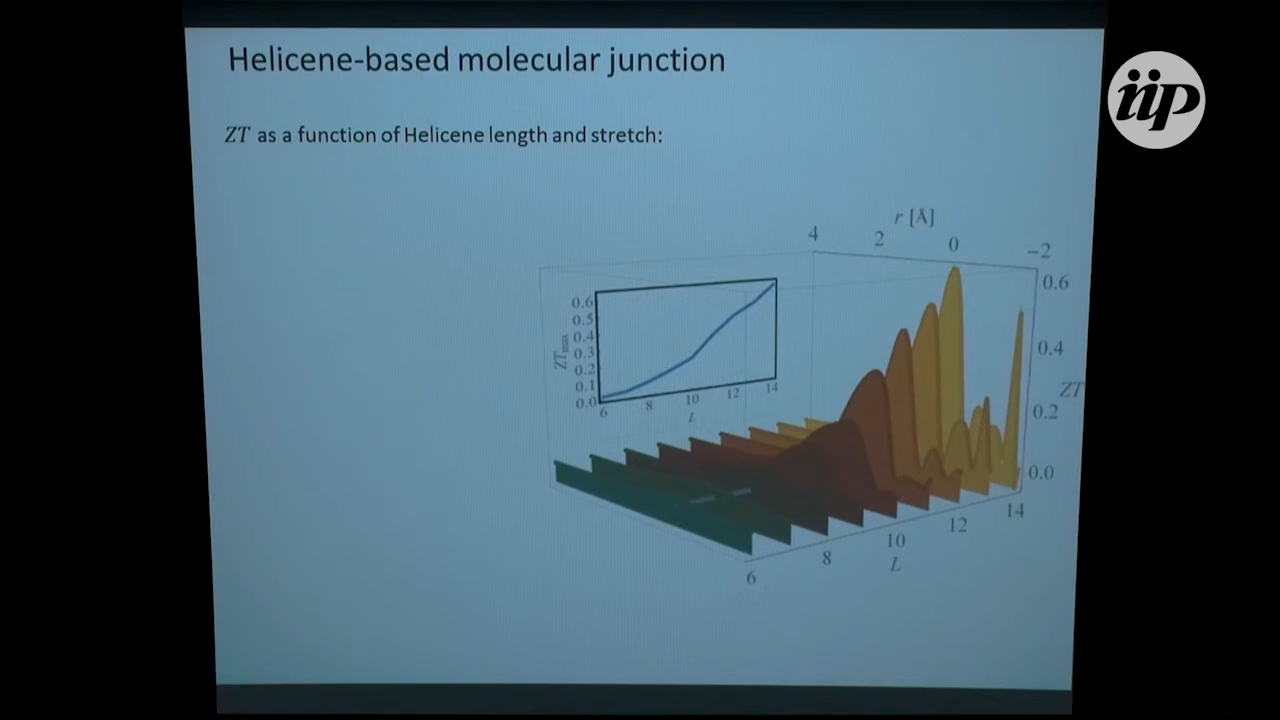 Helicene-based molecular junction
iip
ZT as a function of Helicene length and stretch:
r [Å]
4 2 0 −2
0.6
0.4
ZT
0.2
0.0
14
12
10
8
6
L
0.6
0.5
0.4
0.3
0.2
0.1
0.0
ZTmax
6 8 10 12 14
L